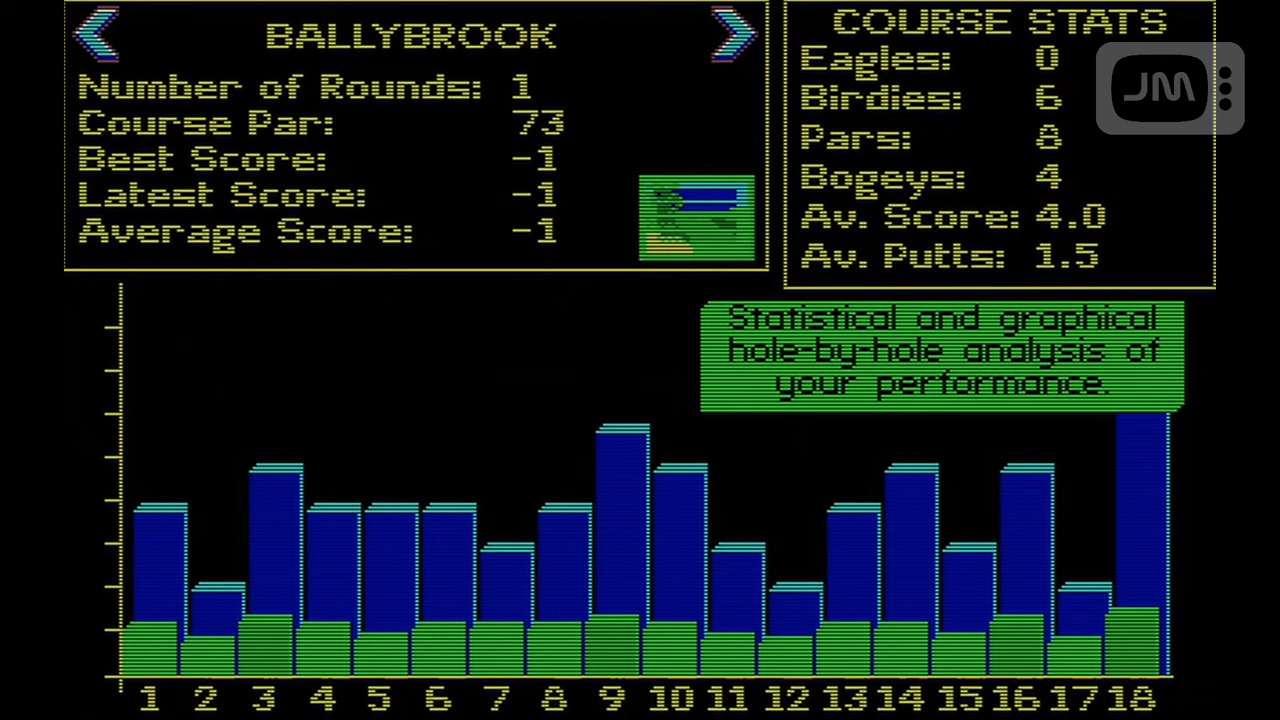 BALLYBROOK
Number of Rounds: 1
Course Par: 73
Best Score: -1
Latest Score: -1
Average Score: -1
COURSE STATS
Eagles: 0
Birdies: 6
Pars: 8
Bogeys: 4
Av. Score: 4.0
Av. Putts: 1.5
JM
Statistical and graphical
hole-by-hole analysis of
your performance.
1 2 3 4 5 6 7 8 9 10 11 12 13 14 15 16 17 18